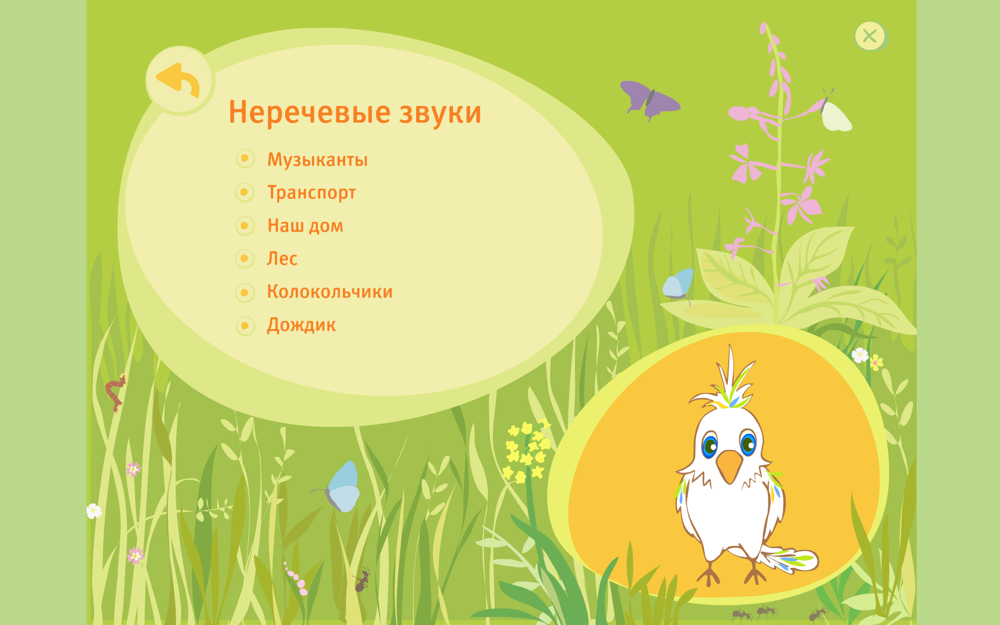 Неречевые звуки
Музыканты
Транспорт
Наш дом
Лес
Колокольчики
Дождик